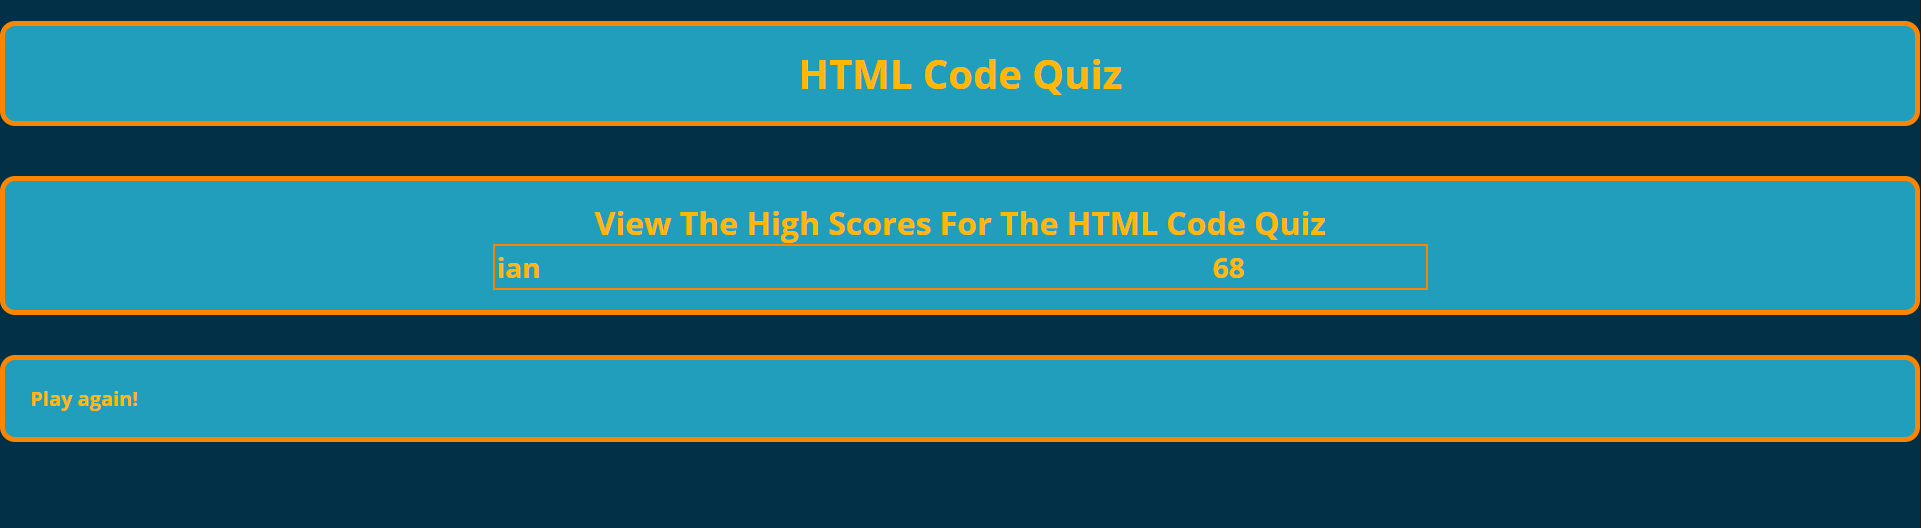 HTML Code Quiz
View The High Scores For The HTML Code Quiz
ian 68
Play again!